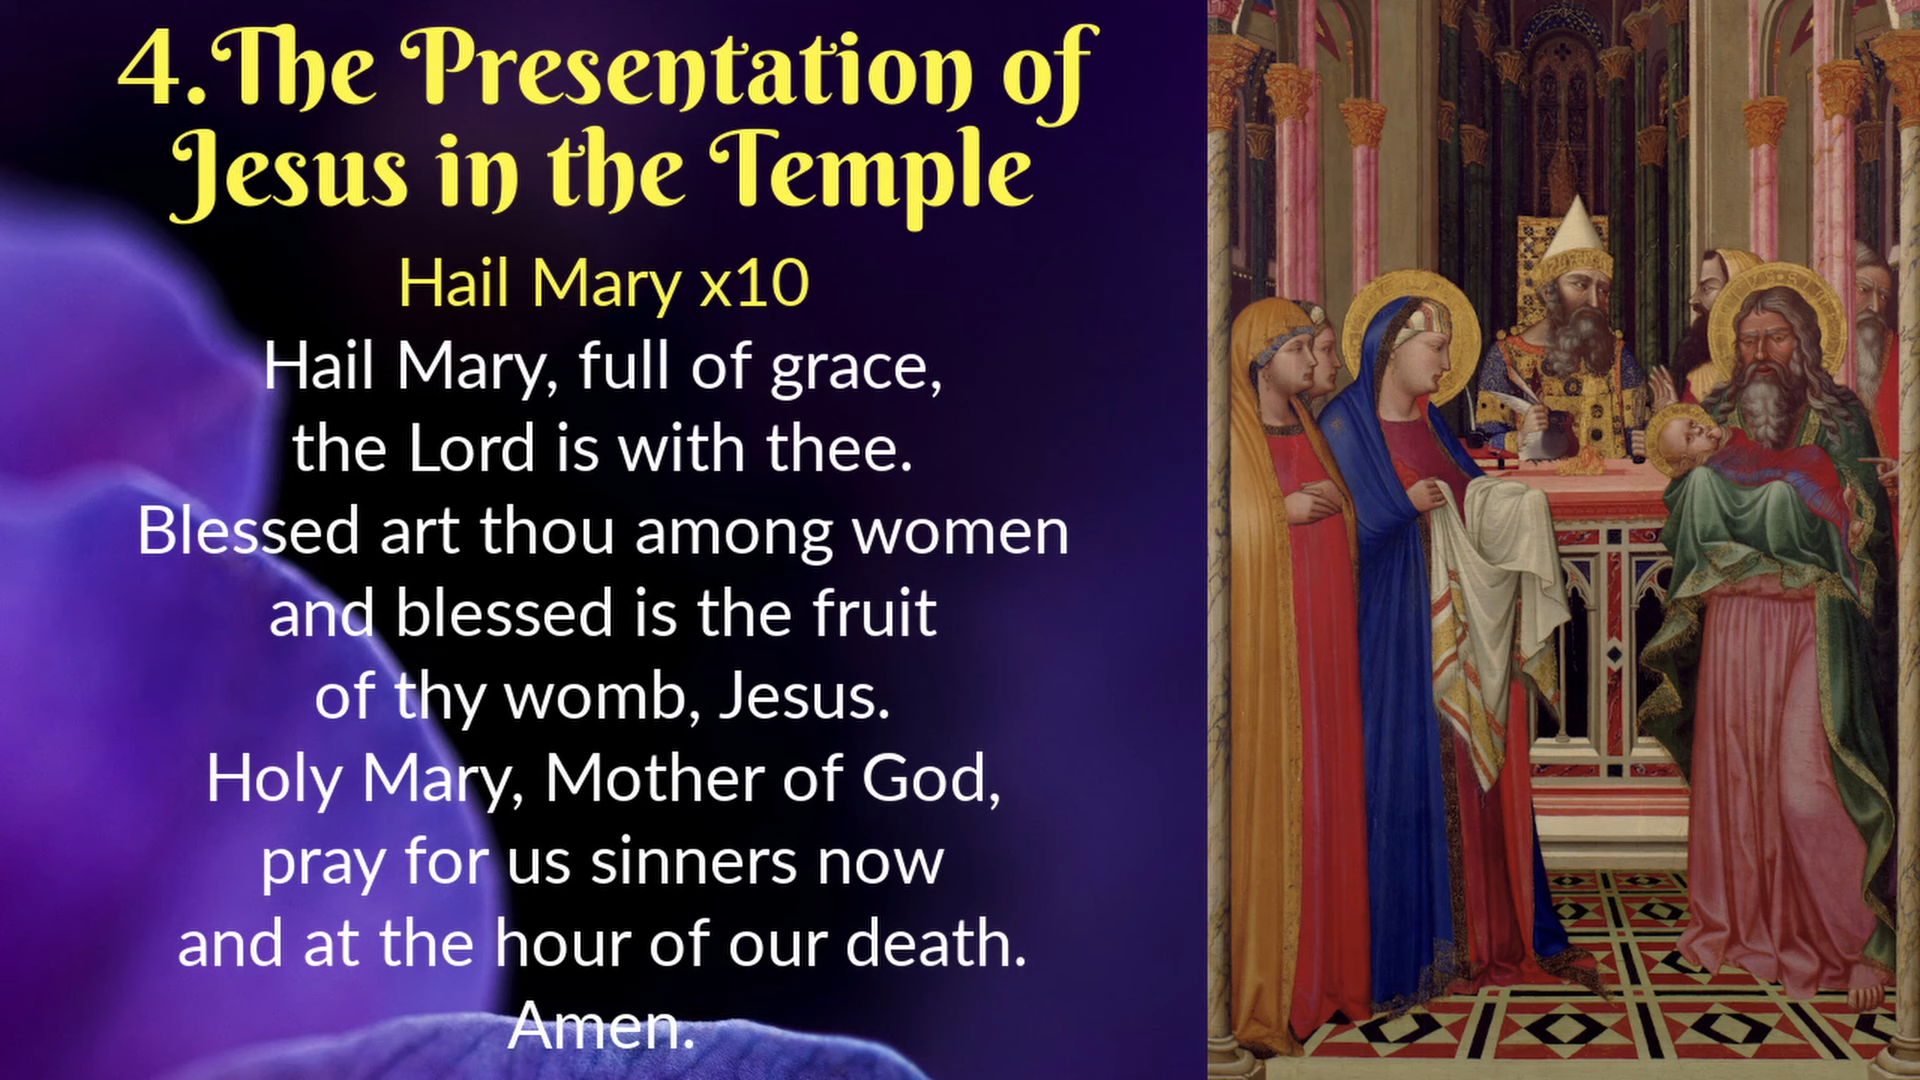 4.The Presentation of
Jesus in the Temple
Hail Mary x10
Hail Mary, full of grace,
the Lord is with thee.
Blessed art thou among women
and blessed is the fruit
of thy womb, Jesus.
Holy Mary, Mother of God,
pray for us sinners now
and at the hour of our death.
Amen.